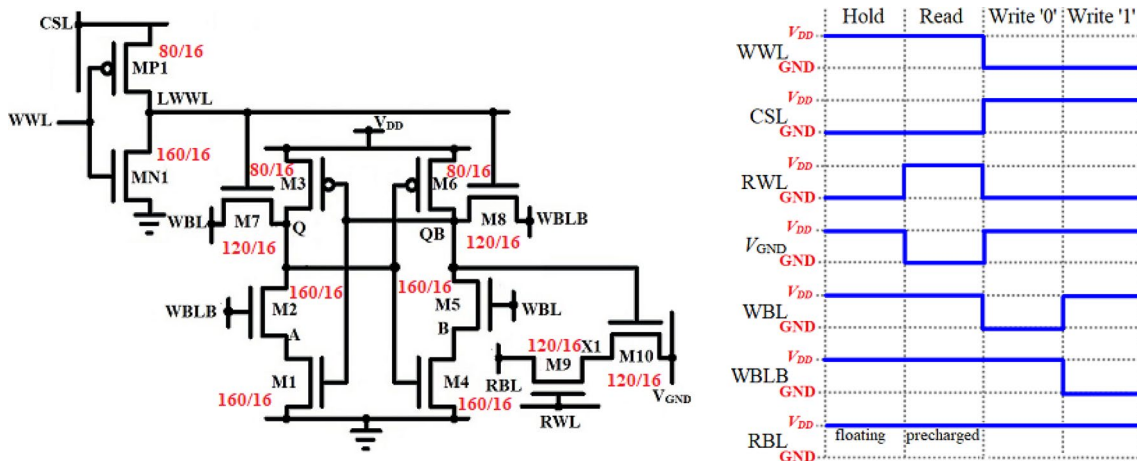 CSL
80/16
MP1
LWWL
WWL
VDD
160/16
MN1
80/16
M3
80/16
M6
WBL
M7
Q
QB
M8
WBLB
120/16
120/16
160/16
160/16
WBLB
M2
M5
WBL
A
B
120/16
X1
M9
M10
RBL
120/16
M1
M4
160/16
160/16
RWL
VGND
Hold
Read
Write '0'
Write '1'
WWL
VDD
GND
CSL
VDD
GND
RWL
VDD
GND
VGND
VDD
GND
WBL
VDD
GND
WBLB
VDD
GND
RBL
VDD
GND
floating
precharged